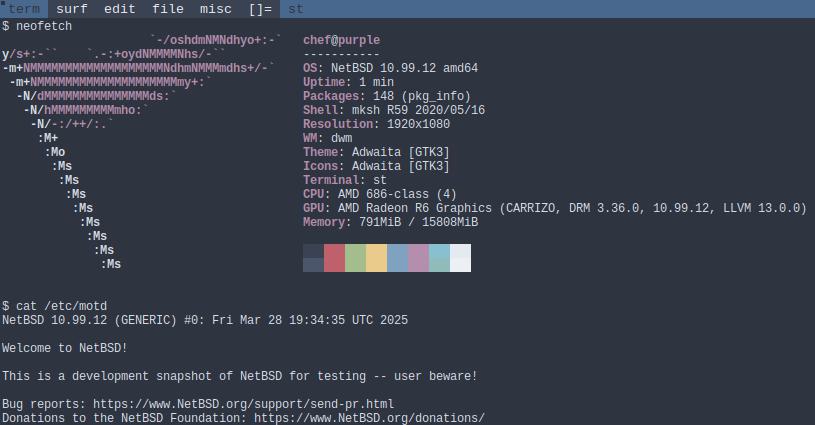 term surf edit file misc []= st
$ neofetch
`-/oshdmNMNdhyo+:-` chef@purple
y/s+:-`` `.-:+oydNMMMMNhs/-`` -----------
-m+NMMMMMMMMMMMMMMMMMMMNdhmNMMMmdhs+/-` OS: NetBSD 10.99.12 amd64
-m+NMMMMMMMMMMMMMMMMMMMMmy+:` Uptime: 1 min
-N/dMMMMMMMMMMMMMMMds:` Packages: 148 (pkg_info)
-N/hMMMMMMMMMmho:` Shell: mksh R59 2020/05/16
-N/-:/++/:.` Resolution: 1920x1080
:M+ WM: dwm
:Mo Theme: Adwaita [GTK3]
:Ms Icons: Adwaita [GTK3]
:Ms Terminal: st
:Ms CPU: AMD 686-class (4)
:Ms GPU: AMD Radeon R6 Graphics (CARRIZO, DRM 3.36.0, 10.99.12, LLVM 13.0.0)
:Ms Memory: 791MiB / 15808MiB
:Ms
:Ms
:Ms
$ cat /etc/motd
NetBSD 10.99.12 (GENERIC) #0: Fri Mar 28 19:34:35 UTC 2025
Welcome to NetBSD!
This is a development snapshot of NetBSD for testing -- user beware!
Bug reports: https://www.NetBSD.org/support/send-pr.html
Donations to the NetBSD Foundation: https://www.NetBSD.org/donations/